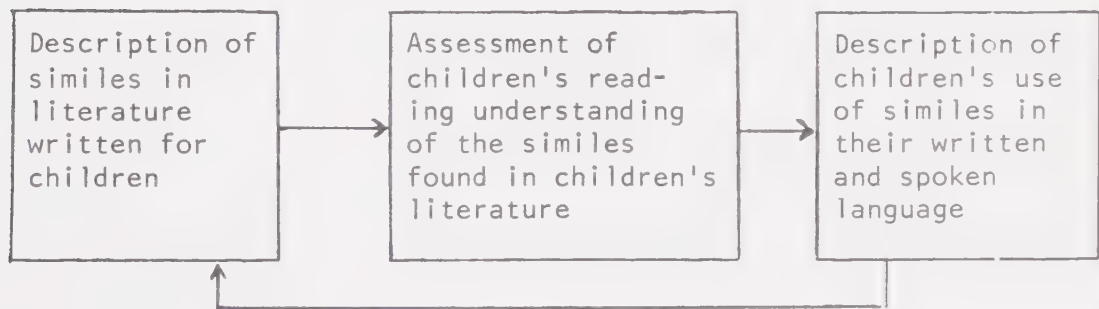 Description of
similes in
literature
written for
children
Assessment of
children's read-
ing understanding
of the similes
found in children's
literature
Description of
children's use
of similes in
their written
and spoken
language